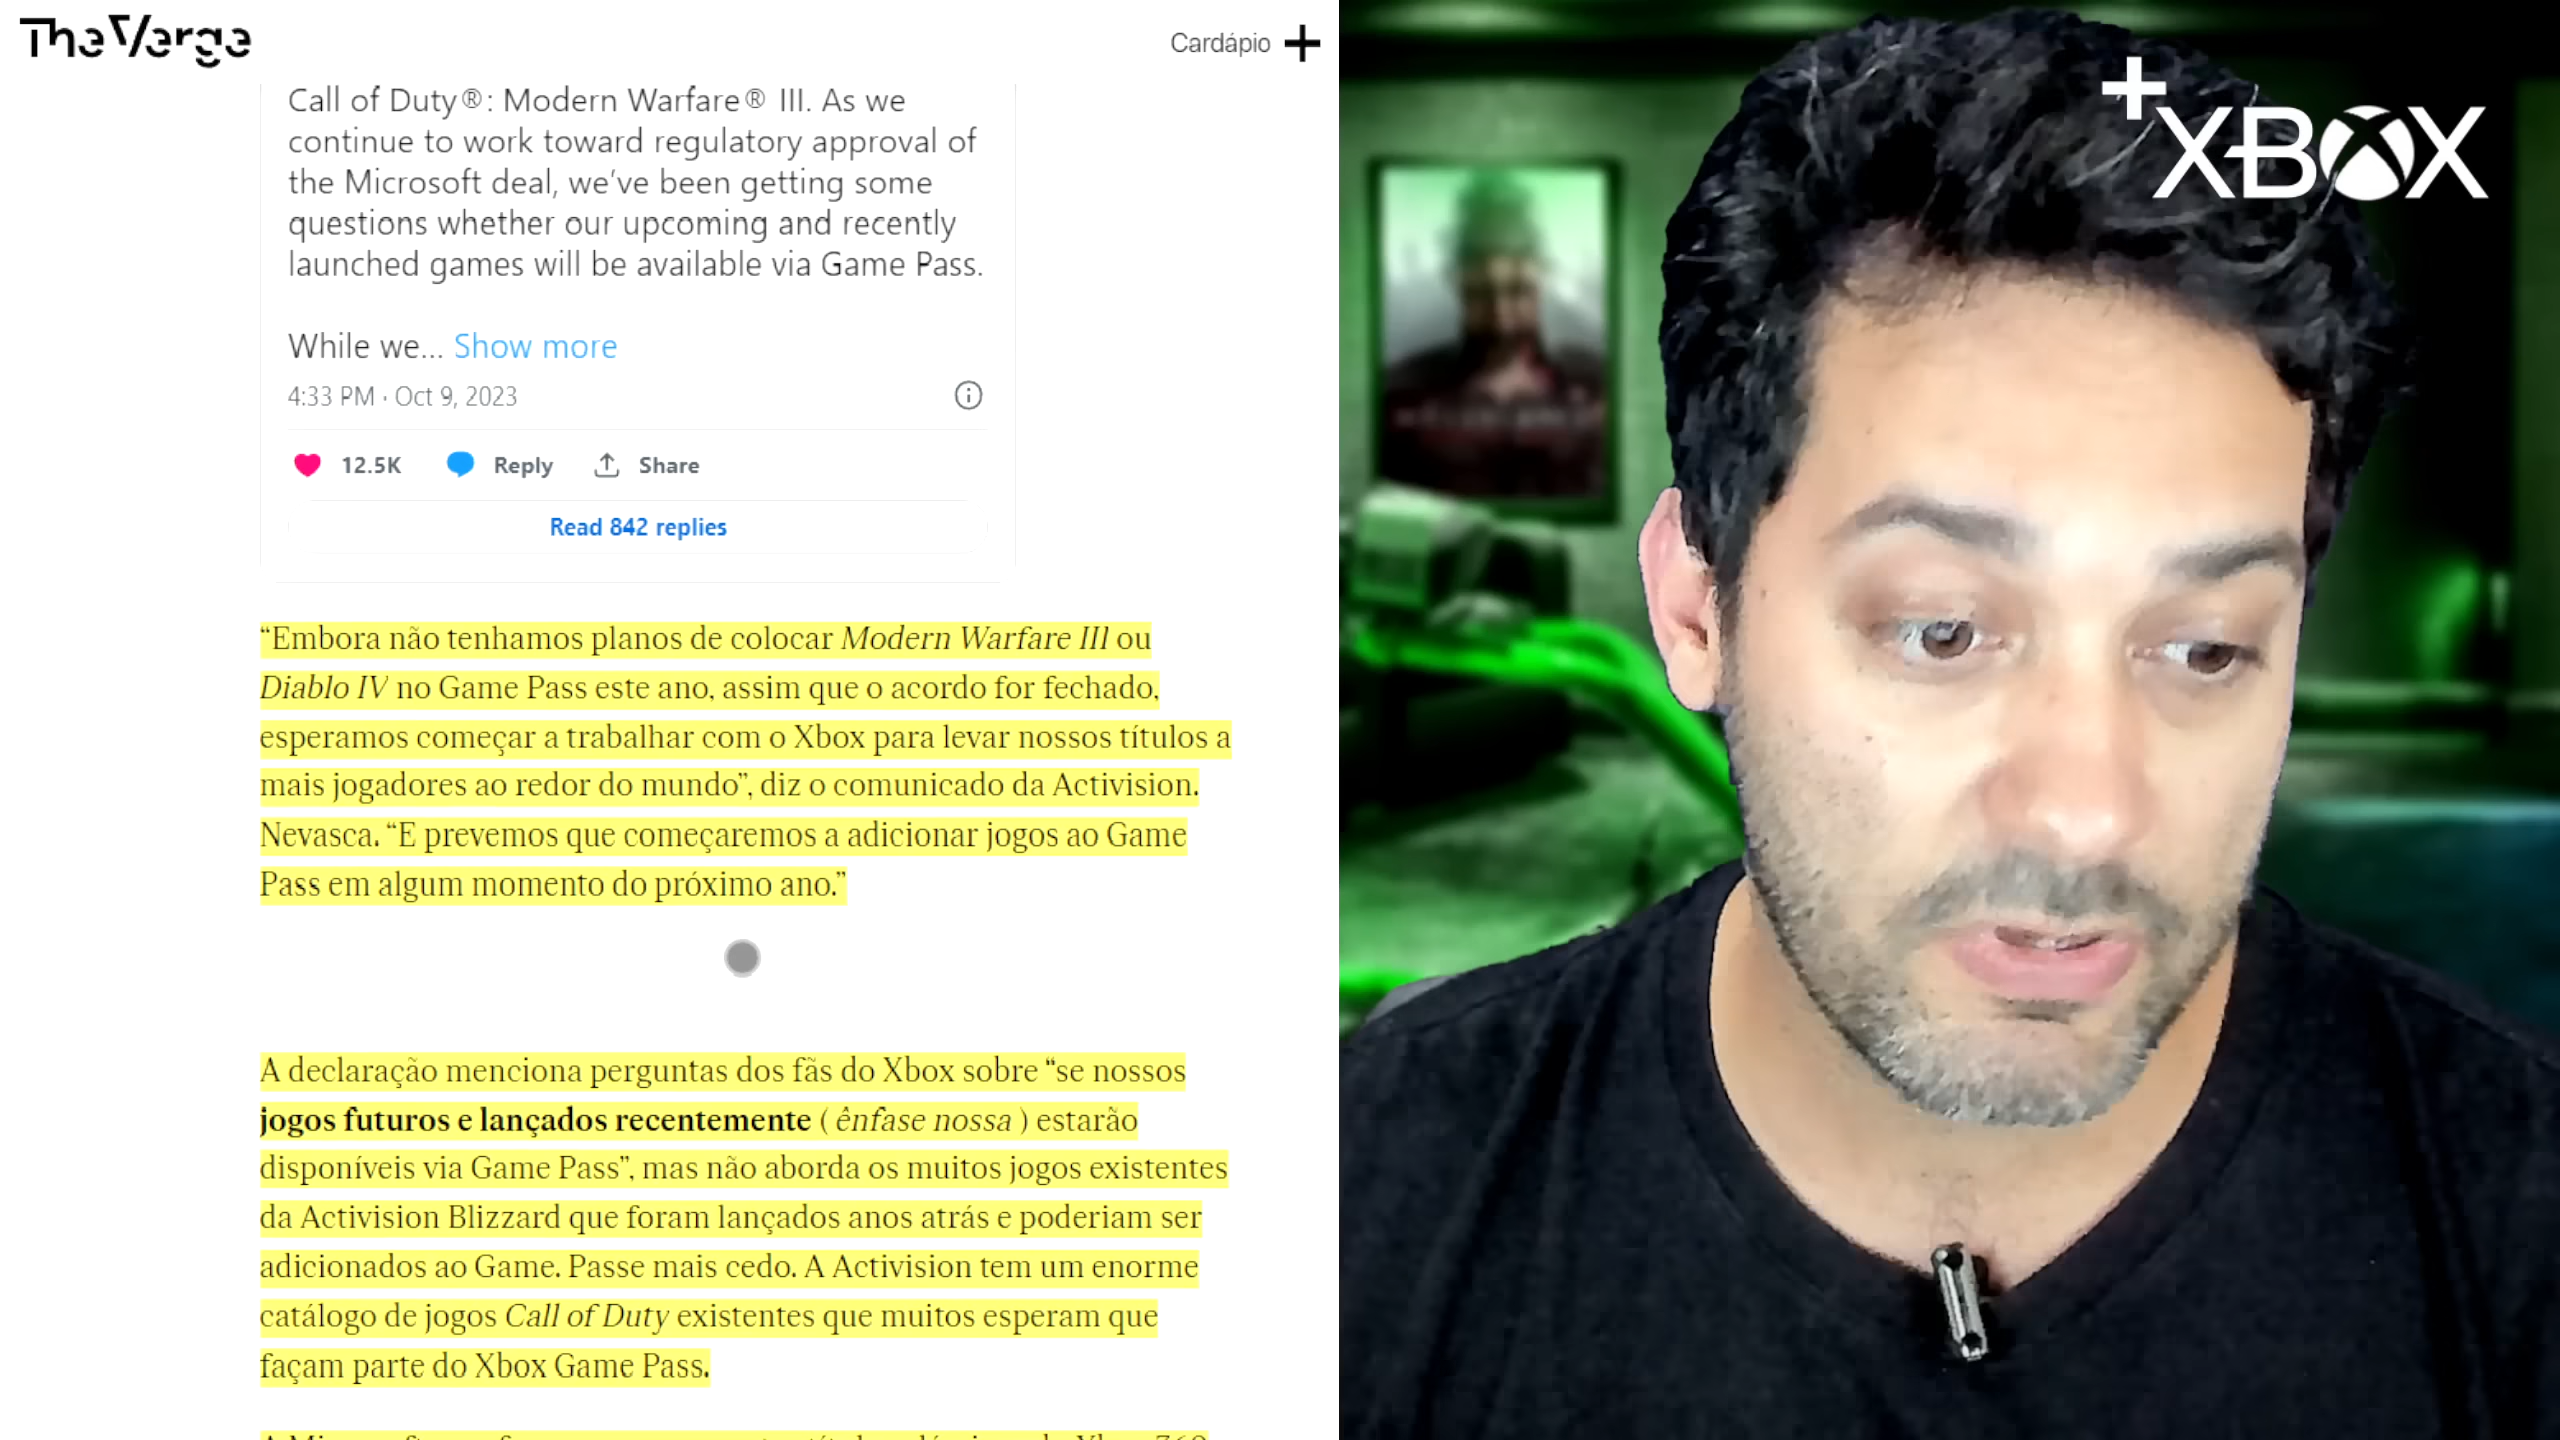 The Verge
Cardápio
Call of Duty®: Modern Warfare® III. As we
continue to work toward regulatory approval of
the Microsoft deal, we’ve been getting some
questions whether our upcoming and recently
launched games will be available via Game Pass.
While we... Show more
4:33 PM · Oct 9, 2023
12.5K Reply Share
Read 842 replies
“Embora não tenhamos planos de colocar Modern Warfare III ou
Diablo IV no Game Pass este ano, assim que o acordo for fechado,
esperamos começar a trabalhar com o Xbox para levar nossos títulos a
mais jogadores ao redor do mundo”, diz o comunicado da Activision.
Nevasca. “E prevemos que começaremos a adicionar jogos ao Game
Pass em algum momento do próximo ano.”
A declaração menciona perguntas dos fãs do Xbox sobre “se nossos
jogos futuros e lançados recentemente ( ênfase nossa ) estarão
disponíveis via Game Pass”, mas não aborda os muitos jogos existentes
da Activision Blizzard que foram lançados anos atrás e poderiam ser
adicionados ao Game. Passe mais cedo. A Activision tem um enorme
catálogo de jogos Call of Duty existentes que muitos esperam que
façam parte do Xbox Game Pass.
+XBOX